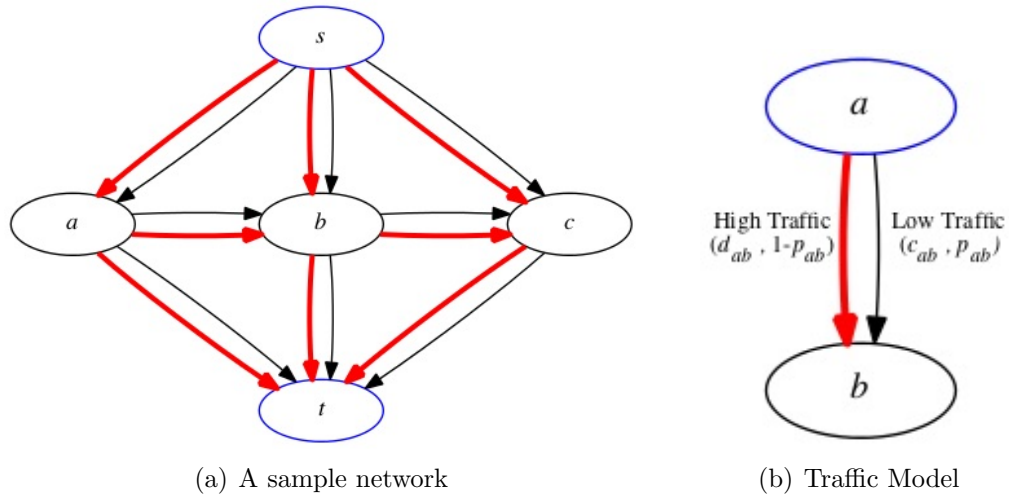 s
a
b
c
t
(a) A sample network
a
High Traffic
(d_ab , 1-p_ab)
Low Traffic
(c_ab , p_ab)
b
(b) Traffic Model